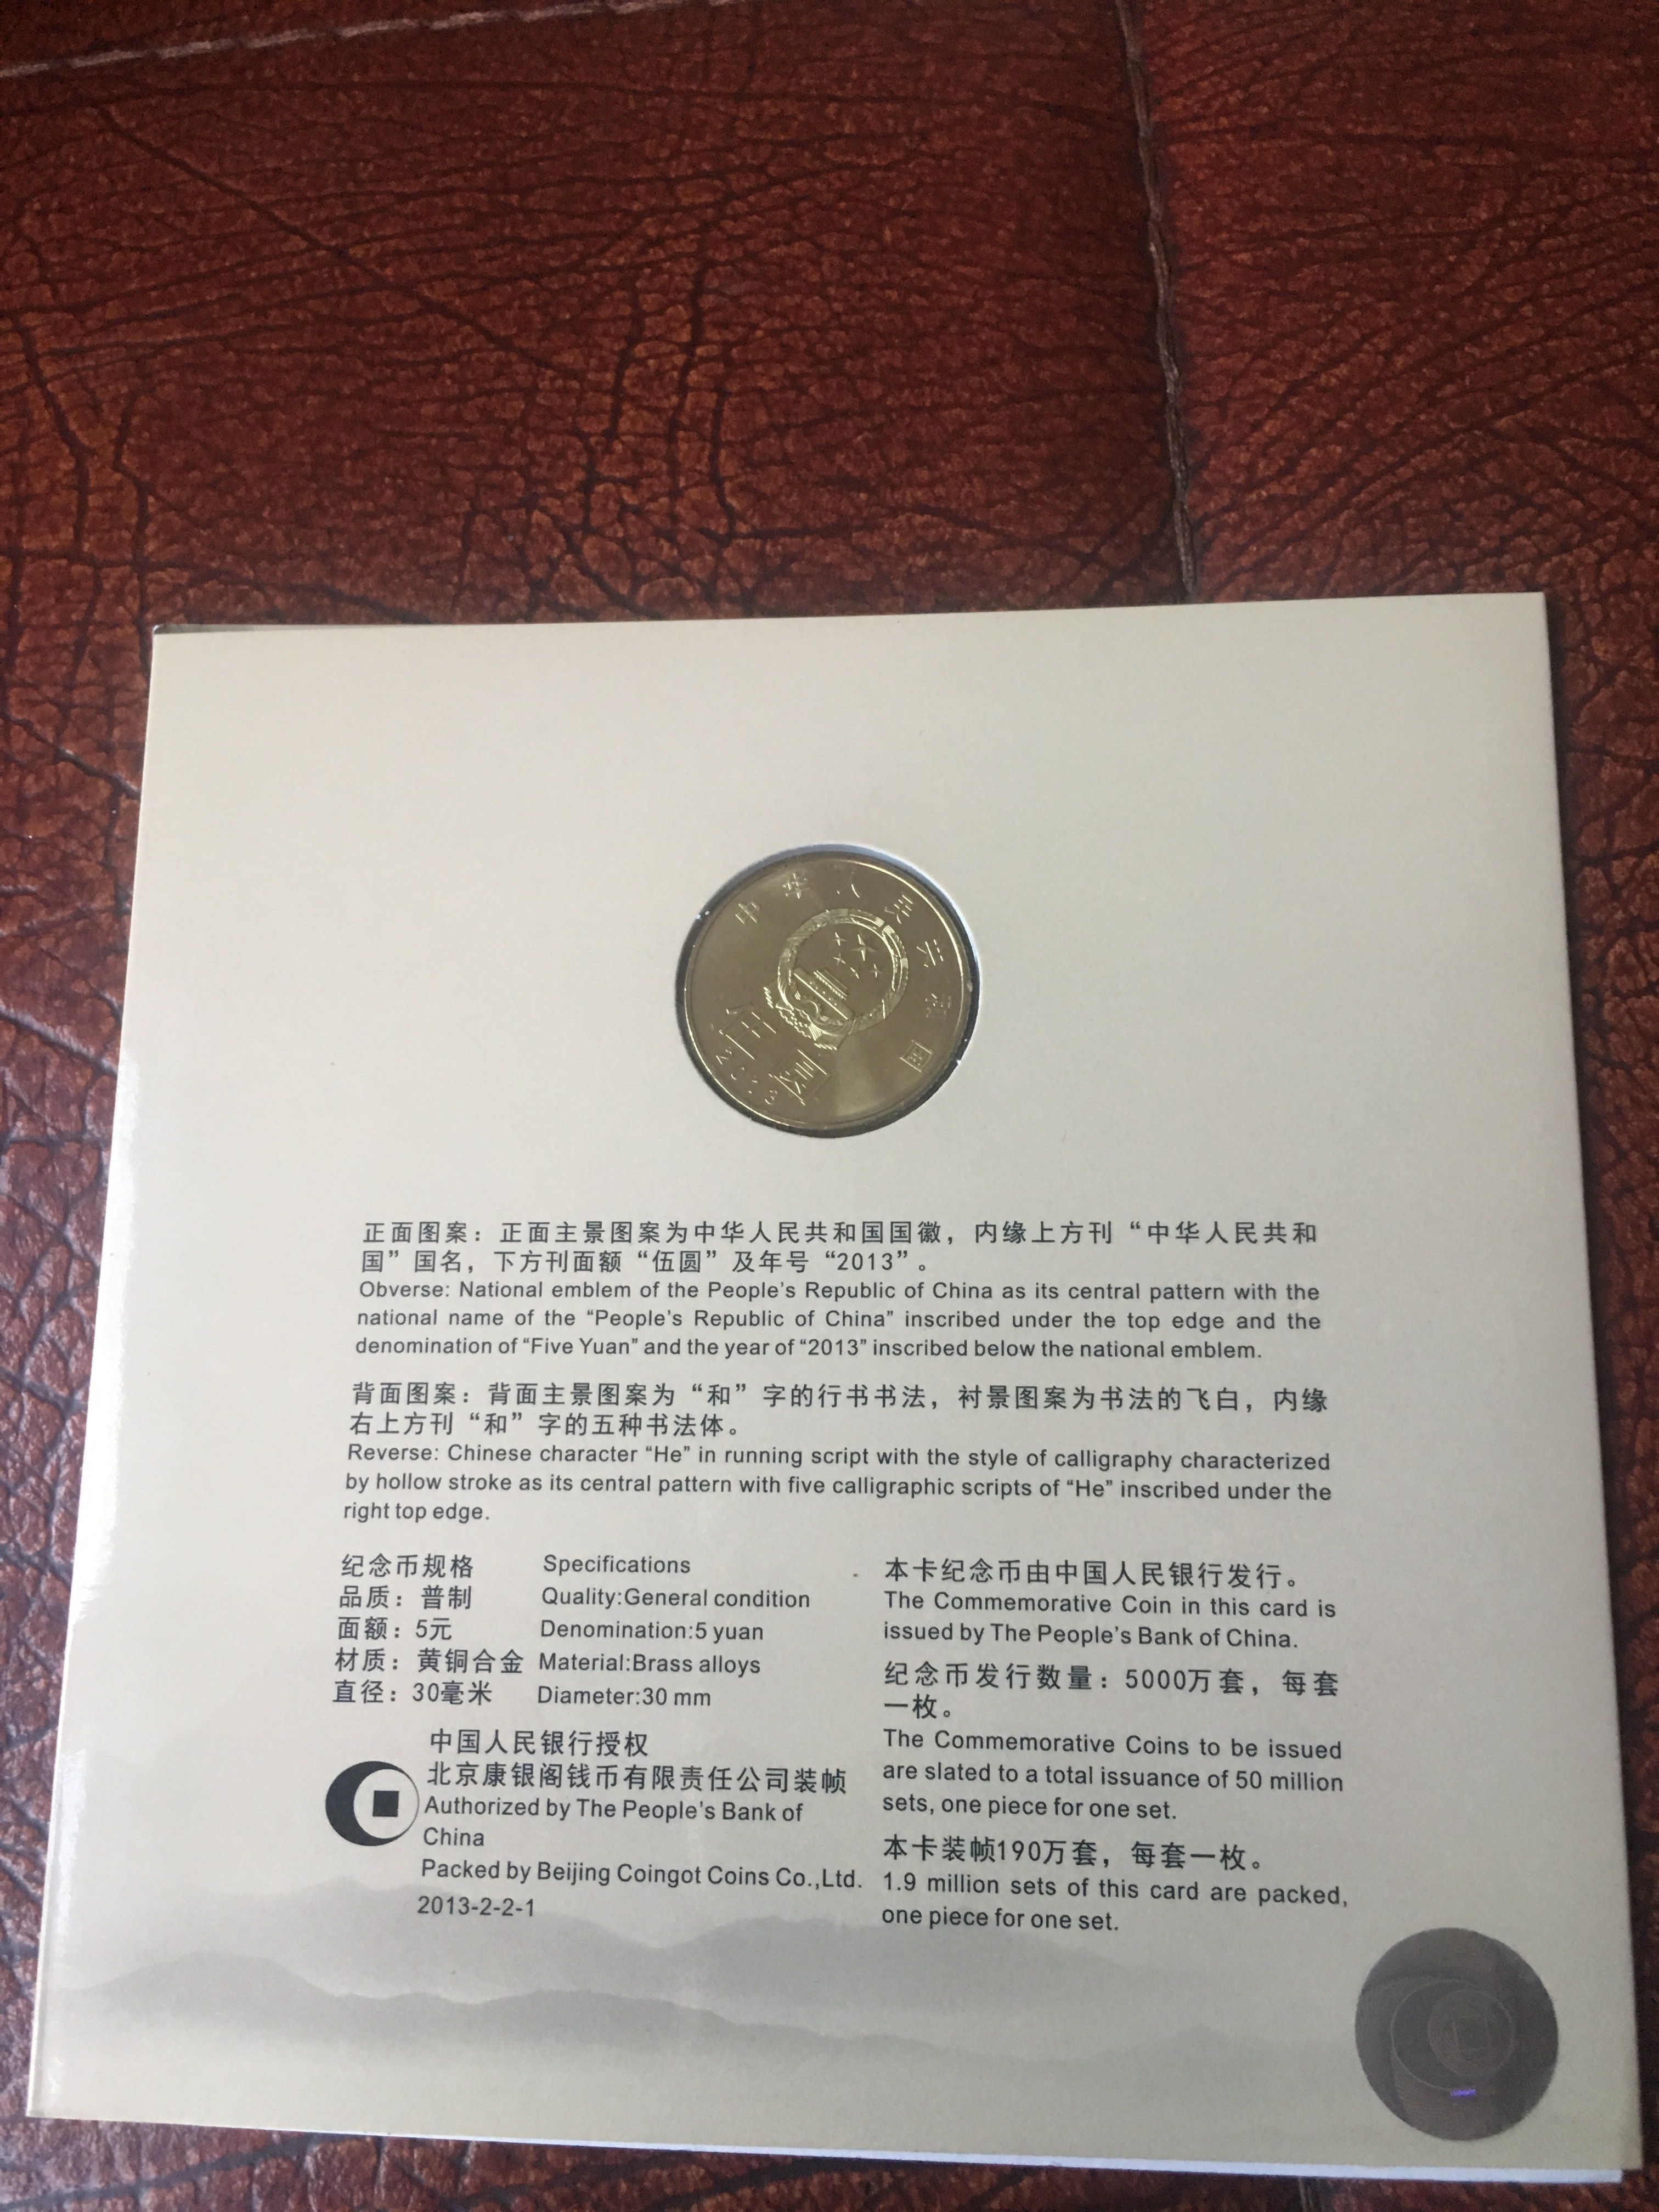 中华人民共和国
伍圆
2013
正面图案：正面主景图案为中华人民共和国国徽，内缘上方刊“中华人民共和
国”国名，下方刊面额“伍圆”及年号“2013”。
Obverse: National emblem of the People's Republic of China as its central pattern with the
national name of the “People's Republic of China” inscribed under the top edge and the
denomination of “Five Yuan” and the year of “2013” inscribed below the national emblem.
背面图案：背面主景图案为“和”字的行书书法，衬景图案为书法的飞白，内缘
右上方刊“和”字的五种书法体。
Reverse: Chinese character “He” in running script with the style of calligraphy characterized
by hollow stroke as its central pattern with five calligraphic scripts of “He” inscribed under the
right top edge.
纪念币规格 Specifications
品质：普制 Quality:General condition
面额：5元 Denomination:5 yuan
材质：黄铜合金 Material:Brass alloys
直径：30毫米 Diameter:30 mm
中国人民银行授权
北京康银阁钱币有限责任公司装帧
Authorized by The People's Bank of
China
Packed by Beijing Coingot Coins Co.,Ltd.
2013-2-2-1
本卡纪念币由中国人民银行发行。
The Commemorative Coin in this card is
issued by The People's Bank of China.
纪念币发行数量：5000万套，每套
一枚。
The Commemorative Coins to be issued
are slated to a total issuance of 50 million
sets, one piece for one set.
本卡装帧190万套，每套一枚。
1.9 million sets of this card are packed,
one piece for one set.